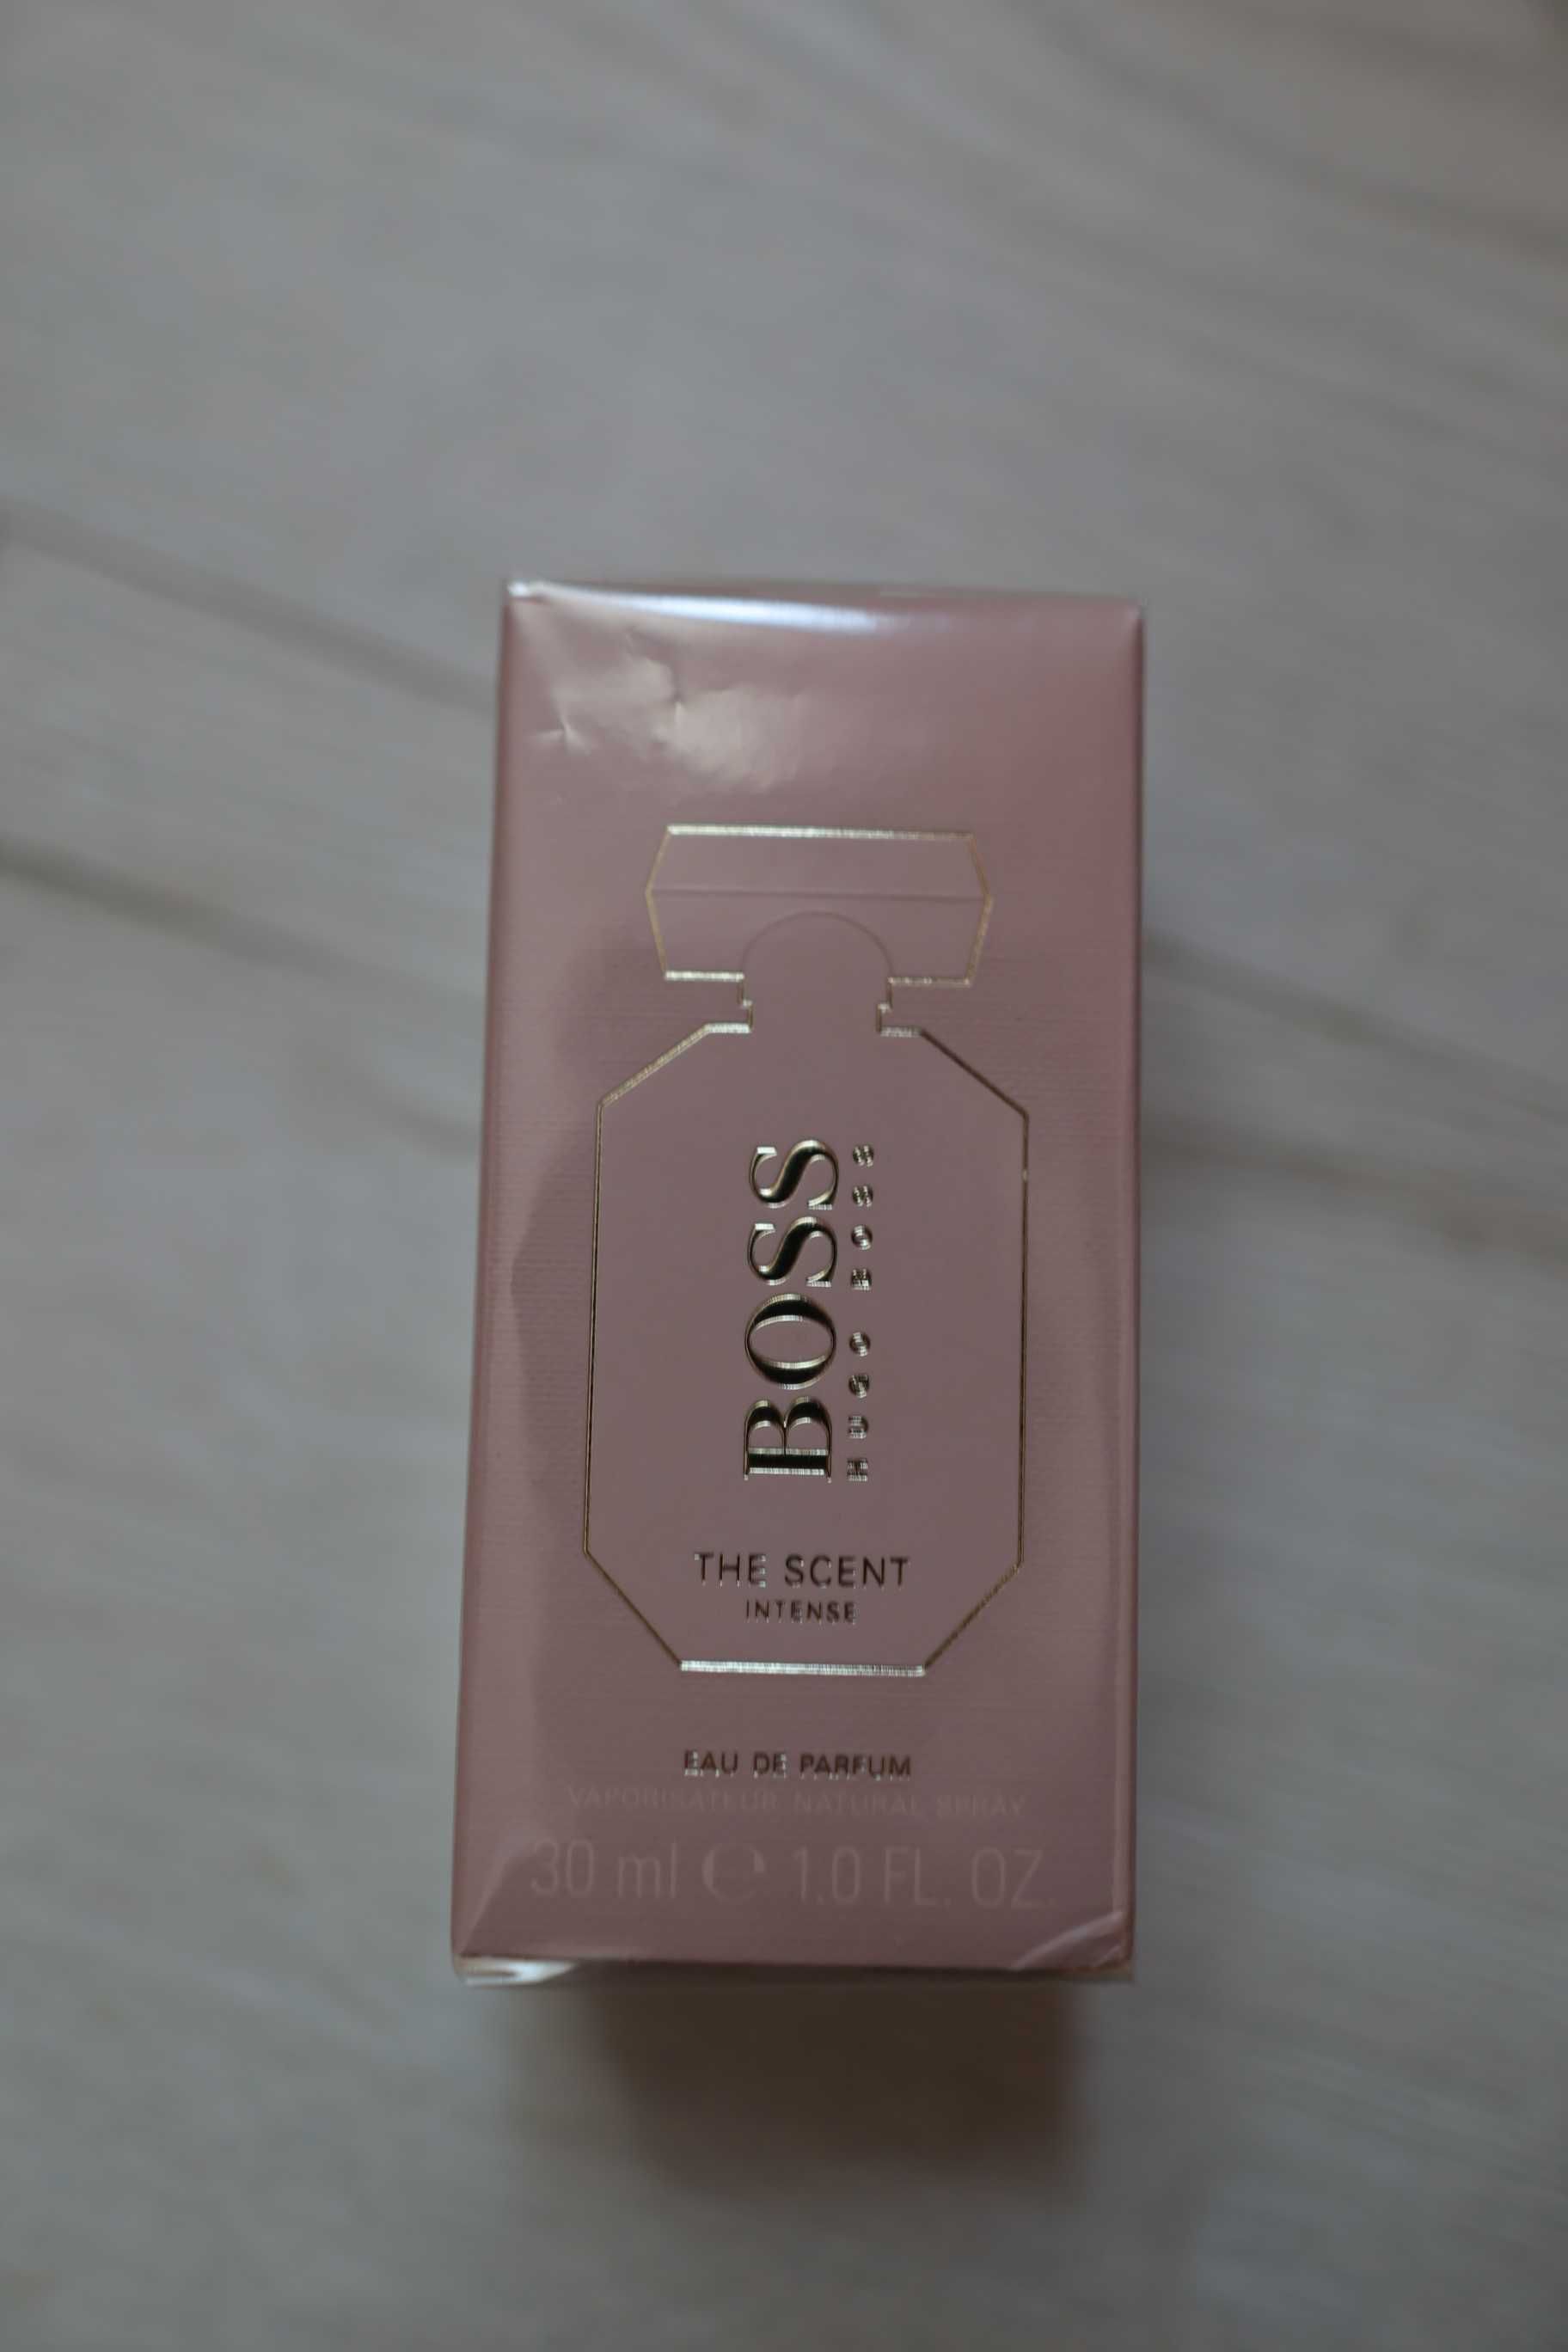 BOSS
HUGO BOSS
THE SCENT
INTENSE
EAU DE PARFUM
VAPORISATEUR NATURAL SPRAY
30 ml ℮ 1.0 FL. OZ.